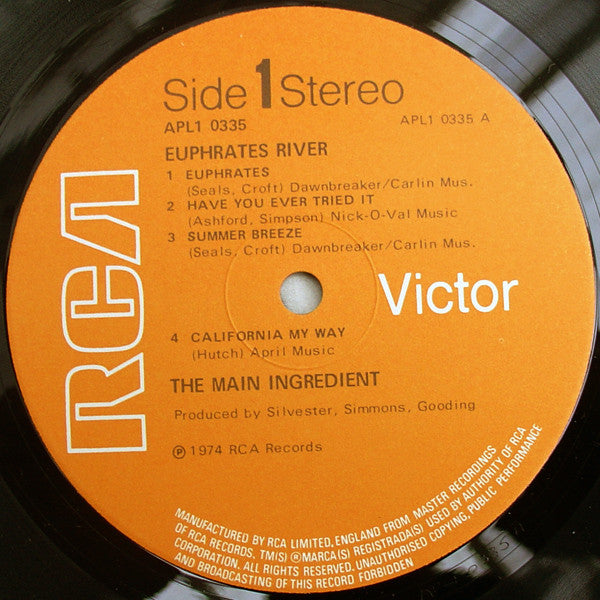 Side 1 Stereo
APL1 0335
APL1 0335 A
EUPHRATES RIVER
1 EUPHRATES
(Seals, Croft) Dawnbreaker/Carlin Mus.
2 HAVE YOU EVER TRIED IT
(Ashford, Simpson) Nick-O-Val Music
3 SUMMER BREEZE
(Seals, Croft) Dawnbreaker/Carlin Mus.
RCA
Victor
4 CALIFORNIA MY WAY
(Hutch) April Music
THE MAIN INGREDIENT
Produced by Silvester, Simmons, Gooding
℗ 1974 RCA Records
MANUFACTURED BY RCA LIMITED, ENGLAND FROM MASTER RECORDINGS
OF RCA RECORDS. TM(S) ® MARCA(S) REGISTRADA(S) USED BY AUTHORITY OF RCA
CORPORATION. ALL RIGHTS RESERVED. UNAUTHORISED COPYING, PUBLIC PERFORMANCE
AND BROADCASTING OF THIS RECORD FORBIDDEN